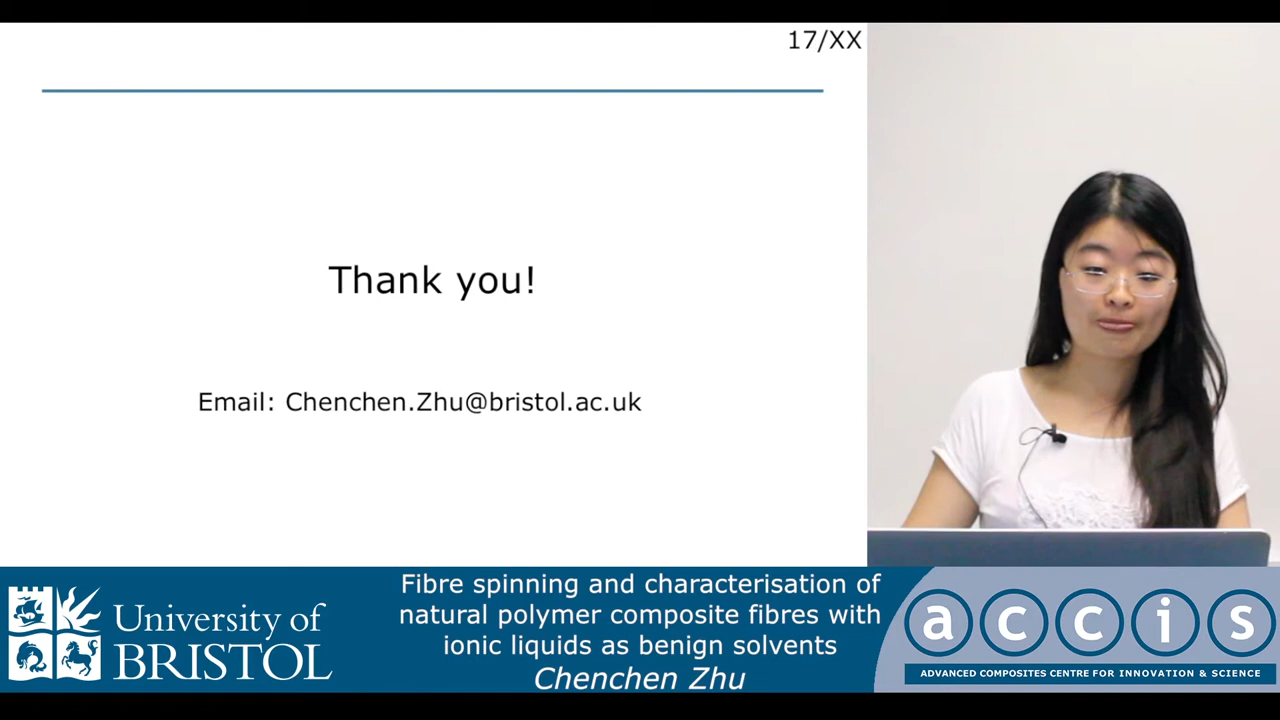 17/XX
Thank you!
Email: Chenchen.Zhu@bristol.ac.uk
University of
BRISTOL
Fibre spinning and characterisation of
natural polymer composite fibres with
ionic liquids as benign solvents
Chenchen Zhu
accis
ADVANCED COMPOSITES CENTRE FOR INNOVATION & SCIENCE